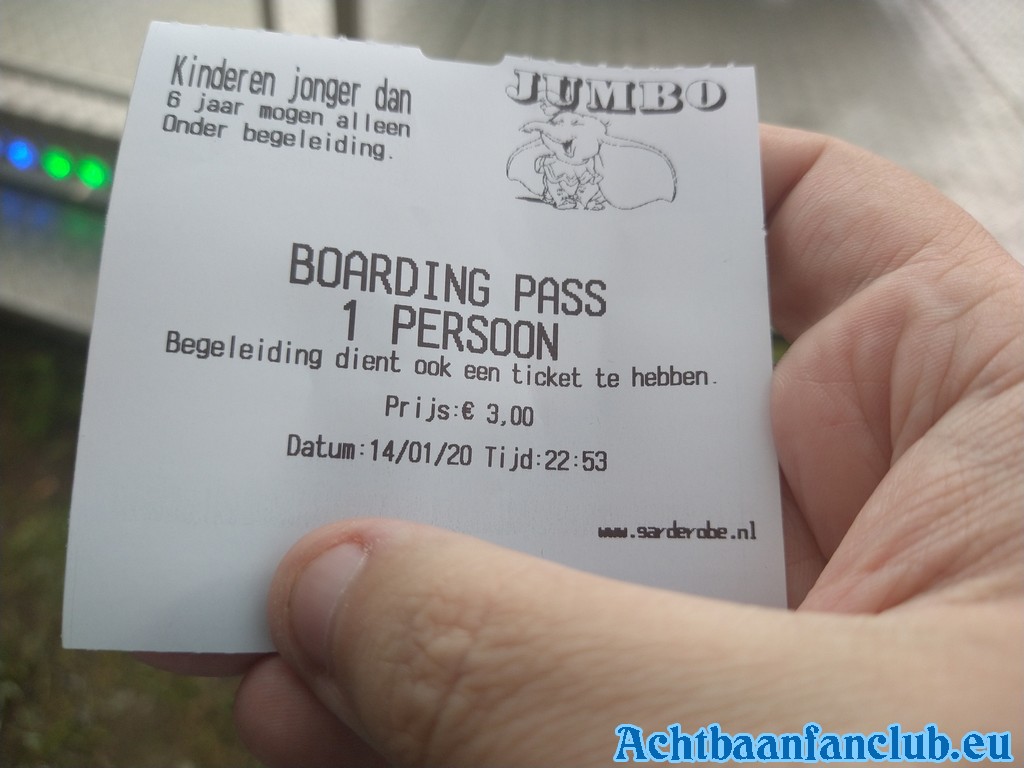 Kinderen jonger dan
6 jaar mogen alleen
Onder begeleiding.
JUMBO
BOARDING PASS
1 PERSOON
Begeleiding dient ook een ticket te hebben.
Prijs:€ 3,00
Datum:14/01/20 Tijd:22:53
www.garderobe.nl
Achtbaanfanclub.eu